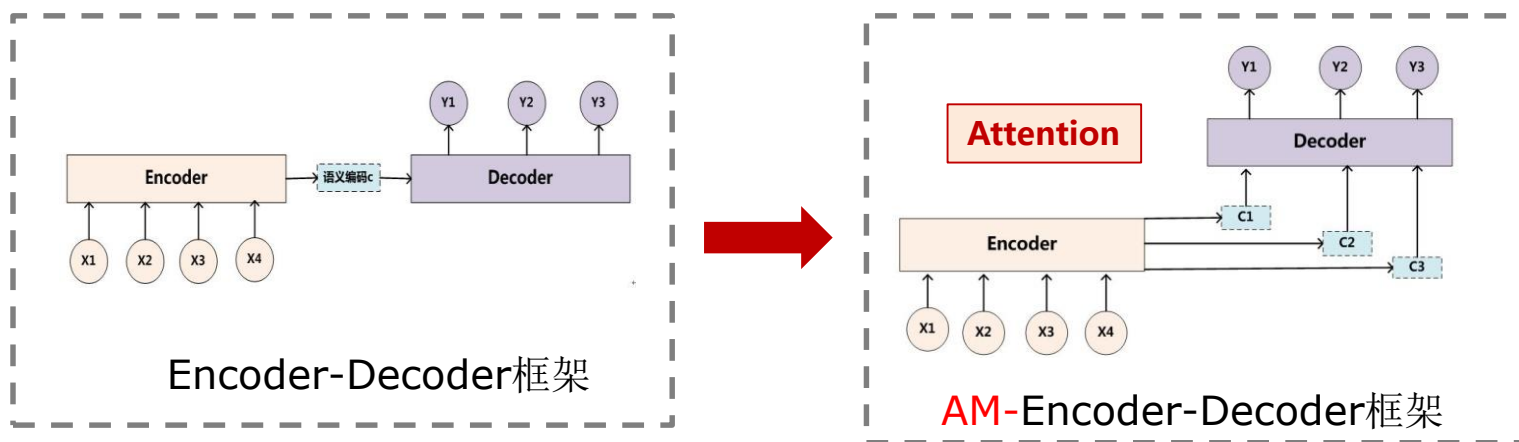 Y1 Y2 Y3
Encoder 语义编码c Decoder
X1 X2 X3 X4
Encoder-Decoder框架
Y1 Y2 Y3
Attention
Decoder
C1
Encoder
C2
C3
X1 X2 X3 X4
AM-Encoder-Decoder框架